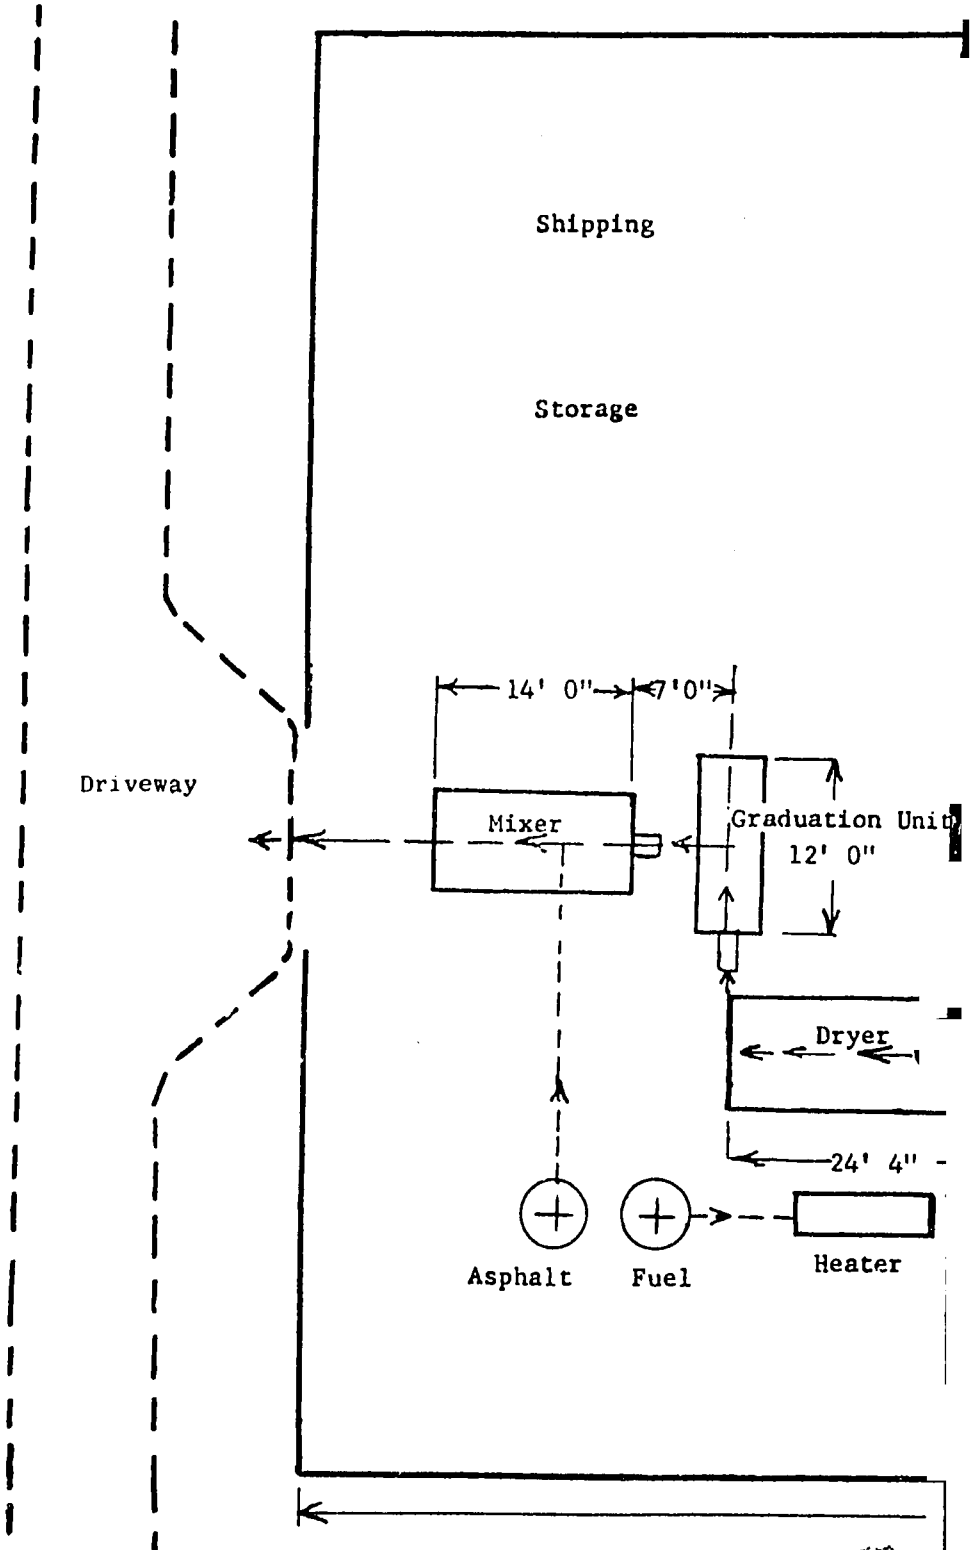 Shipping
Storage
14' 0"
7'0"
Driveway
Mixer
Graduation Unit
12' 0"
Dryer
24' 4"
Asphalt
Fuel
Heater